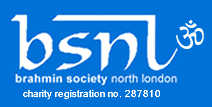 bsnl ॐ
brahmin society north london
charity registration no. 287810